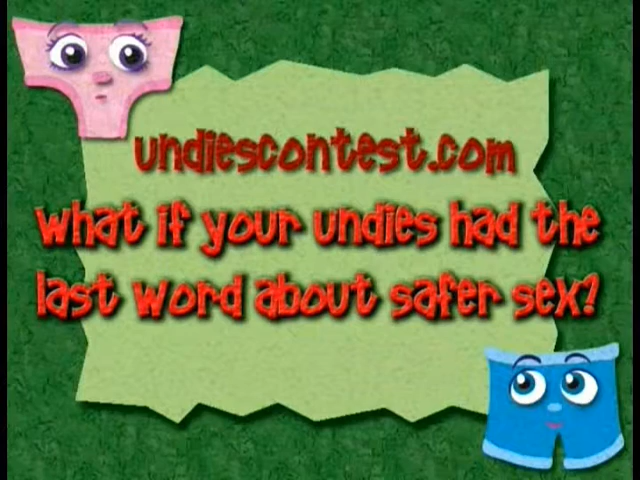 undiescontest.com
what if your undies had the
last word about safer sex?